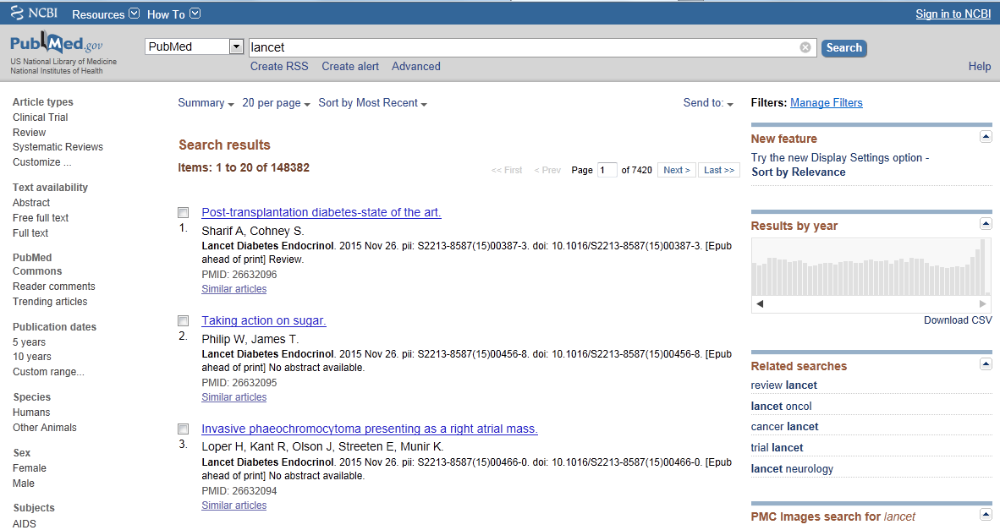 NCBI Resources How To Sign in to NCBI
PubMed.gov
US National Library of Medicine
National Institutes of Health
PubMed lancet Search
Create RSS Create alert Advanced Help
Article types
Clinical Trial
Review
Systematic Reviews
Customize ...
Text availability
Abstract
Free full text
Full text
PubMed
Commons
Reader comments
Trending articles
Publication dates
5 years
10 years
Custom range...
Species
Humans
Other Animals
Sex
Female
Male
Subjects
AIDS
Summary 20 per page Sort by Most Recent Send to:
Search results
Items: 1 to 20 of 148382
<< First < Prev Page 1 of 7420 Next > Last >>
Post-transplantation diabetes-state of the art.
1. Sharif A, Cohney S.
Lancet Diabetes Endocrinol. 2015 Nov 26. pii: S2213-8587(15)00387-3. doi: 10.1016/S2213-8587(15)00387-3. [Epub
ahead of print] Review.
PMID: 26632096
Similar articles
Taking action on sugar.
2. Philip W, James T.
Lancet Diabetes Endocrinol. 2015 Nov 26. pii: S2213-8587(15)00456-8. doi: 10.1016/S2213-8587(15)00456-8. [Epub
ahead of print] No abstract available.
PMID: 26632095
Similar articles
Invasive phaeochromocytoma presenting as a right atrial mass.
3. Loper H, Kant R, Olson J, Streeten E, Munir K.
Lancet Diabetes Endocrinol. 2015 Nov 26. pii: S2213-8587(15)00466-0. doi: 10.1016/S2213-8587(15)00466-0. [Epub
ahead of print] No abstract available.
PMID: 26632094
Similar articles
Filters: Manage Filters
New feature
Try the new Display Settings option -
Sort by Relevance
Results by year
Download CSV
Related searches
review lancet
lancet oncol
cancer lancet
trial lancet
lancet neurology
PMC Images search for lancet